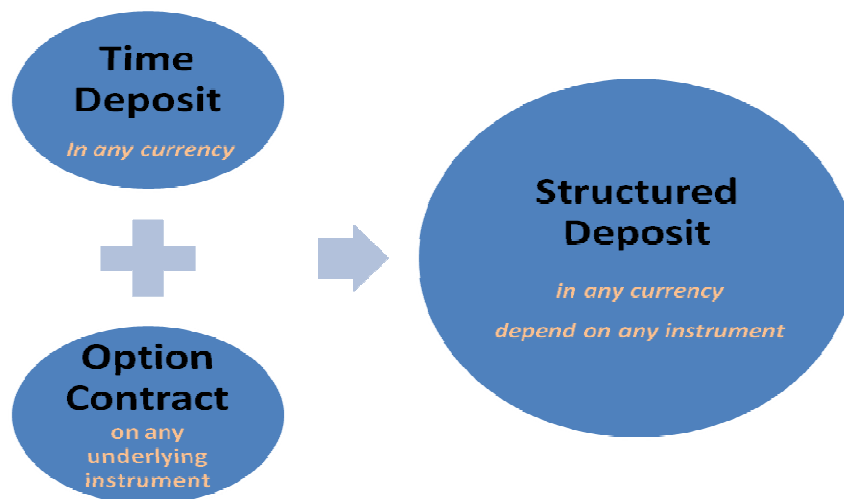 Time
Deposit
In any currency
Option
Contract
on any
underlying
instrument
Structured
Deposit
in any currency
depend on any instrument